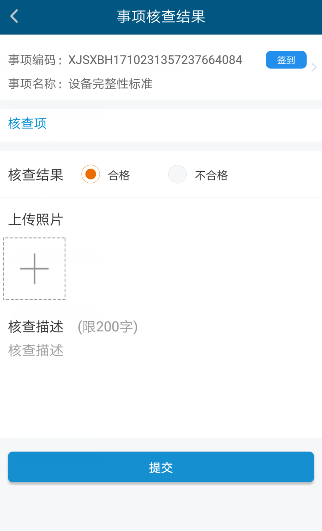 事项核查结果
事项编码：XJSXBH1710231357237664084 签到
事项名称：设备完整性标准
核查项
核查结果 合格 不合格
上传照片
核查描述 (限200字)
核查描述
提交